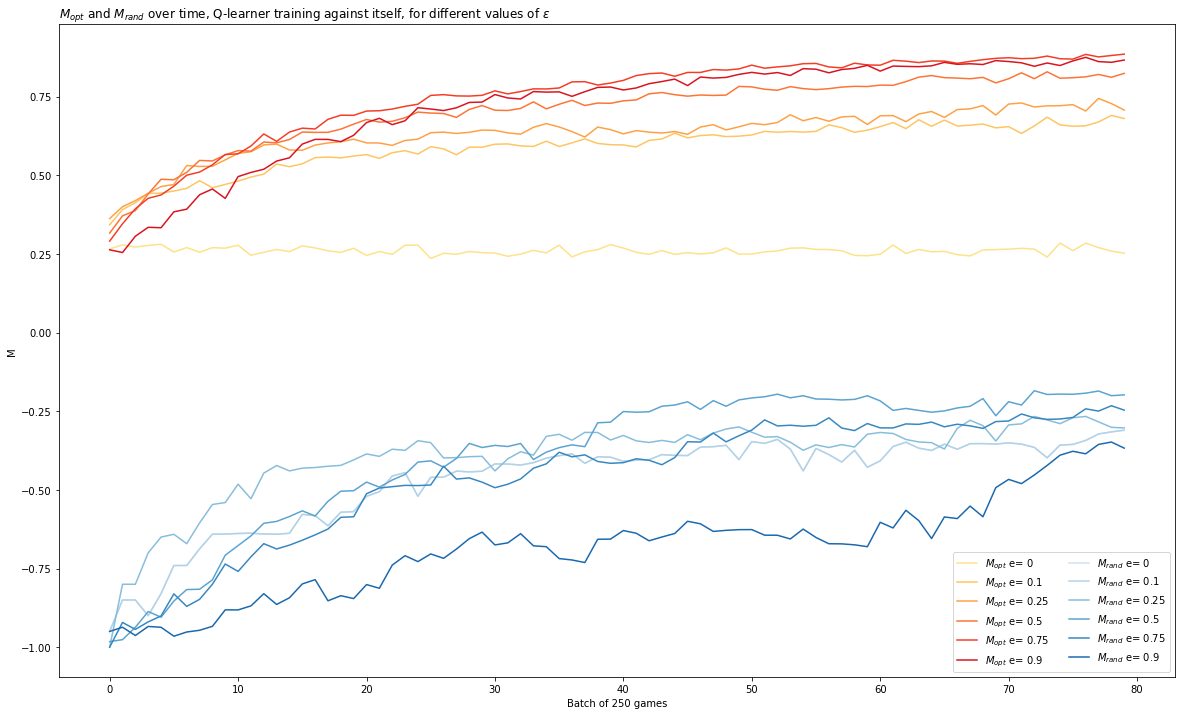 M_opt and M_rand over time, Q-learner training against itself, for different values of ε
0.75
0.50
0.25
0.00
−0.25
−0.50
−0.75
−1.00
M
0 10 20 30 40 50 60 70 80
Batch of 250 games
M_opt e= 0
M_opt e= 0.1
M_opt e= 0.25
M_opt e= 0.5
M_opt e= 0.75
M_opt e= 0.9
M_rand e= 0
M_rand e= 0.1
M_rand e= 0.25
M_rand e= 0.5
M_rand e= 0.75
M_rand e= 0.9